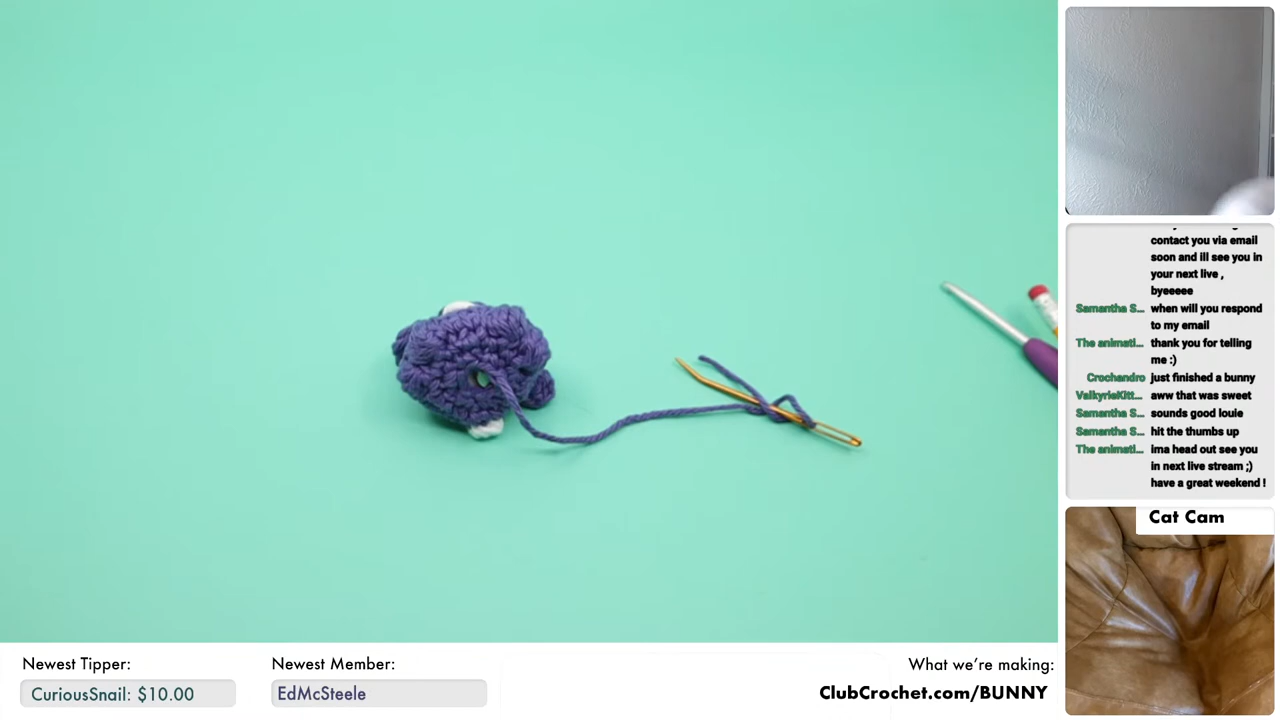 contact you via email
soon and ill see you in
your next live ,
byeeeee
Samantha S... when will you respond
to my email
The animati... thank you for telling
me :)
Crochandro just finished a bunny
ValkyrieKitt... aww that was sweet
Samantha S... sounds good louie
Samantha S... hit the thumbs up
The animati... ima head out see you
in next live stream ;)
have a great weekend !
Cat Cam
Newest Tipper:
CuriousSnail: $10.00
Newest Member:
EdMcSteele
What we're making:
ClubCrochet.com/BUNNY